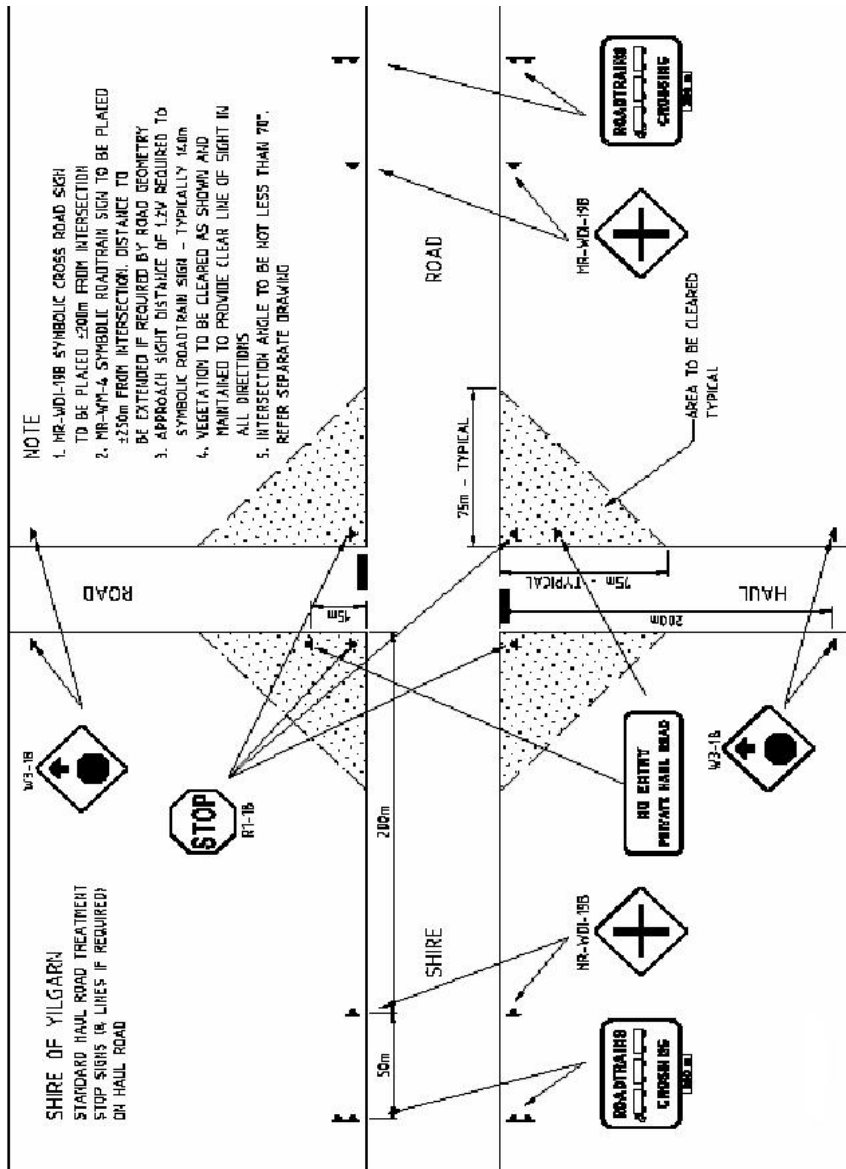 SHIRE OF YILGARN
STANDARD HAUL ROAD TREATMENT
STOP SIGNS (& LINES IF REQUIRED)
ON HAUL ROAD
NOTE
1. MR-WDI-19B SYMBOLIC CROSS ROAD SIGN
TO BE PLACED ±200m FROM INTERSECTION
2. MR-WM-4 SYMBOLIC ROADTRAIN SIGN TO BE PLACED
±250m FROM INTERSECTION. DISTANCE TO
BE EXTENDED IF REQUIRED BY ROAD GEOMETRY
3. APPROACH SIGHT DISTANCE OF 1.2V REQUIRED TO
SYMBOLIC ROADTRAIN SIGN - TYPICALLY 140m
4. VEGETATION TO BE CLEARED AS SHOWN AND
MAINTAINED TO PROVIDE CLEAR LINE OF SIGHT IN
ALL DIRECTIONS
5. INTERSECTION ANGLE TO BE NOT LESS THAN 70°.
REFER SEPARATE DRAWING
W3-1B
STOP
R1-1B
ROAD
15m
50m
200m
SHIRE
ROAD
75m - TYPICAL
75m - TYPICAL
200m
HAUL
AREA TO BE CLEARED
TYPICAL
ROADTRAINS
CROSSING
MR-WDI-19B
NO ENTRY
PRIVATE HAUL ROAD
W3-1B
MR-WDI-19B
ROADTRAINS
CROSSING